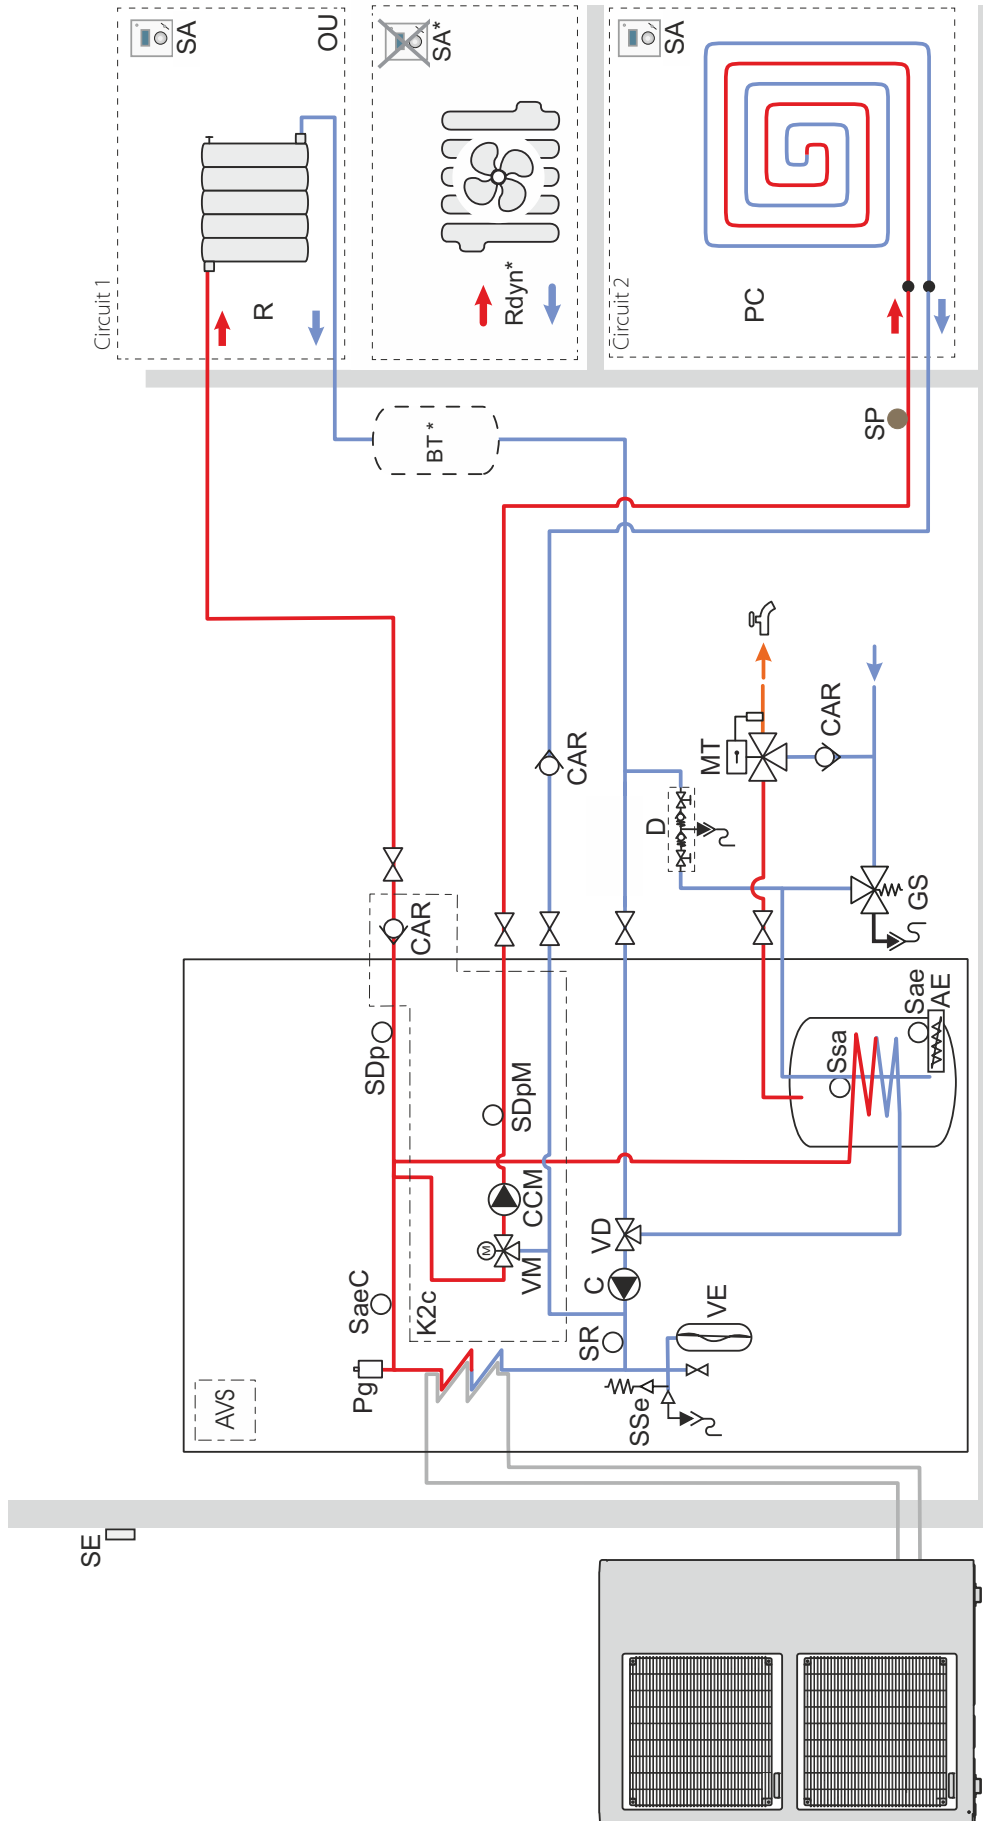 SA
OU
Circuit 1
R
SA*
Rdyn*
SA
Circuit 2
PC
BT*
SP
CAR
MT
CAR
D
GS
CAR
SDp
SDpM
Sae
AE
Ssa
CCM
VM
VD
C
M
SaeC
K2c
SR
VE
Pg
SSe
AVS
SE